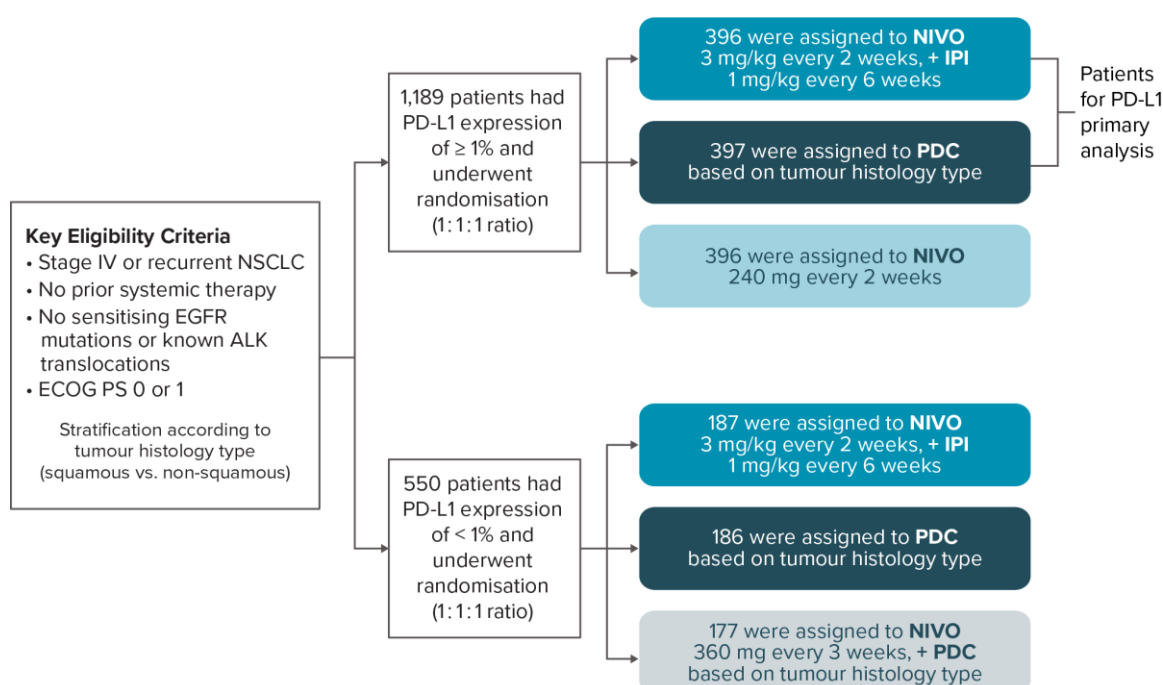 Key Eligibility Criteria
• Stage IV or recurrent NSCLC
• No prior systemic therapy
• No sensitising EGFR
mutations or known ALK
translocations
• ECOG PS 0 or 1
Stratification according to
tumour histology type
(squamous vs. non-squamous)
1,189 patients had
PD-L1 expression
of ≥ 1% and
underwent
randomisation
(1:1:1 ratio)
396 were assigned to NIVO
3 mg/kg every 2 weeks, + IPI
1 mg/kg every 6 weeks
397 were assigned to PDC
based on tumour histology type
396 were assigned to NIVO
240 mg every 2 weeks
Patients
for PD-L1
primary
analysis
550 patients had
PD-L1 expression
of < 1% and
underwent
randomisation
(1:1:1 ratio)
187 were assigned to NIVO
3 mg/kg every 2 weeks, + IPI
1 mg/kg every 6 weeks
186 were assigned to PDC
based on tumour histology type
177 were assigned to NIVO
360 mg every 3 weeks, + PDC
based on tumour histology type